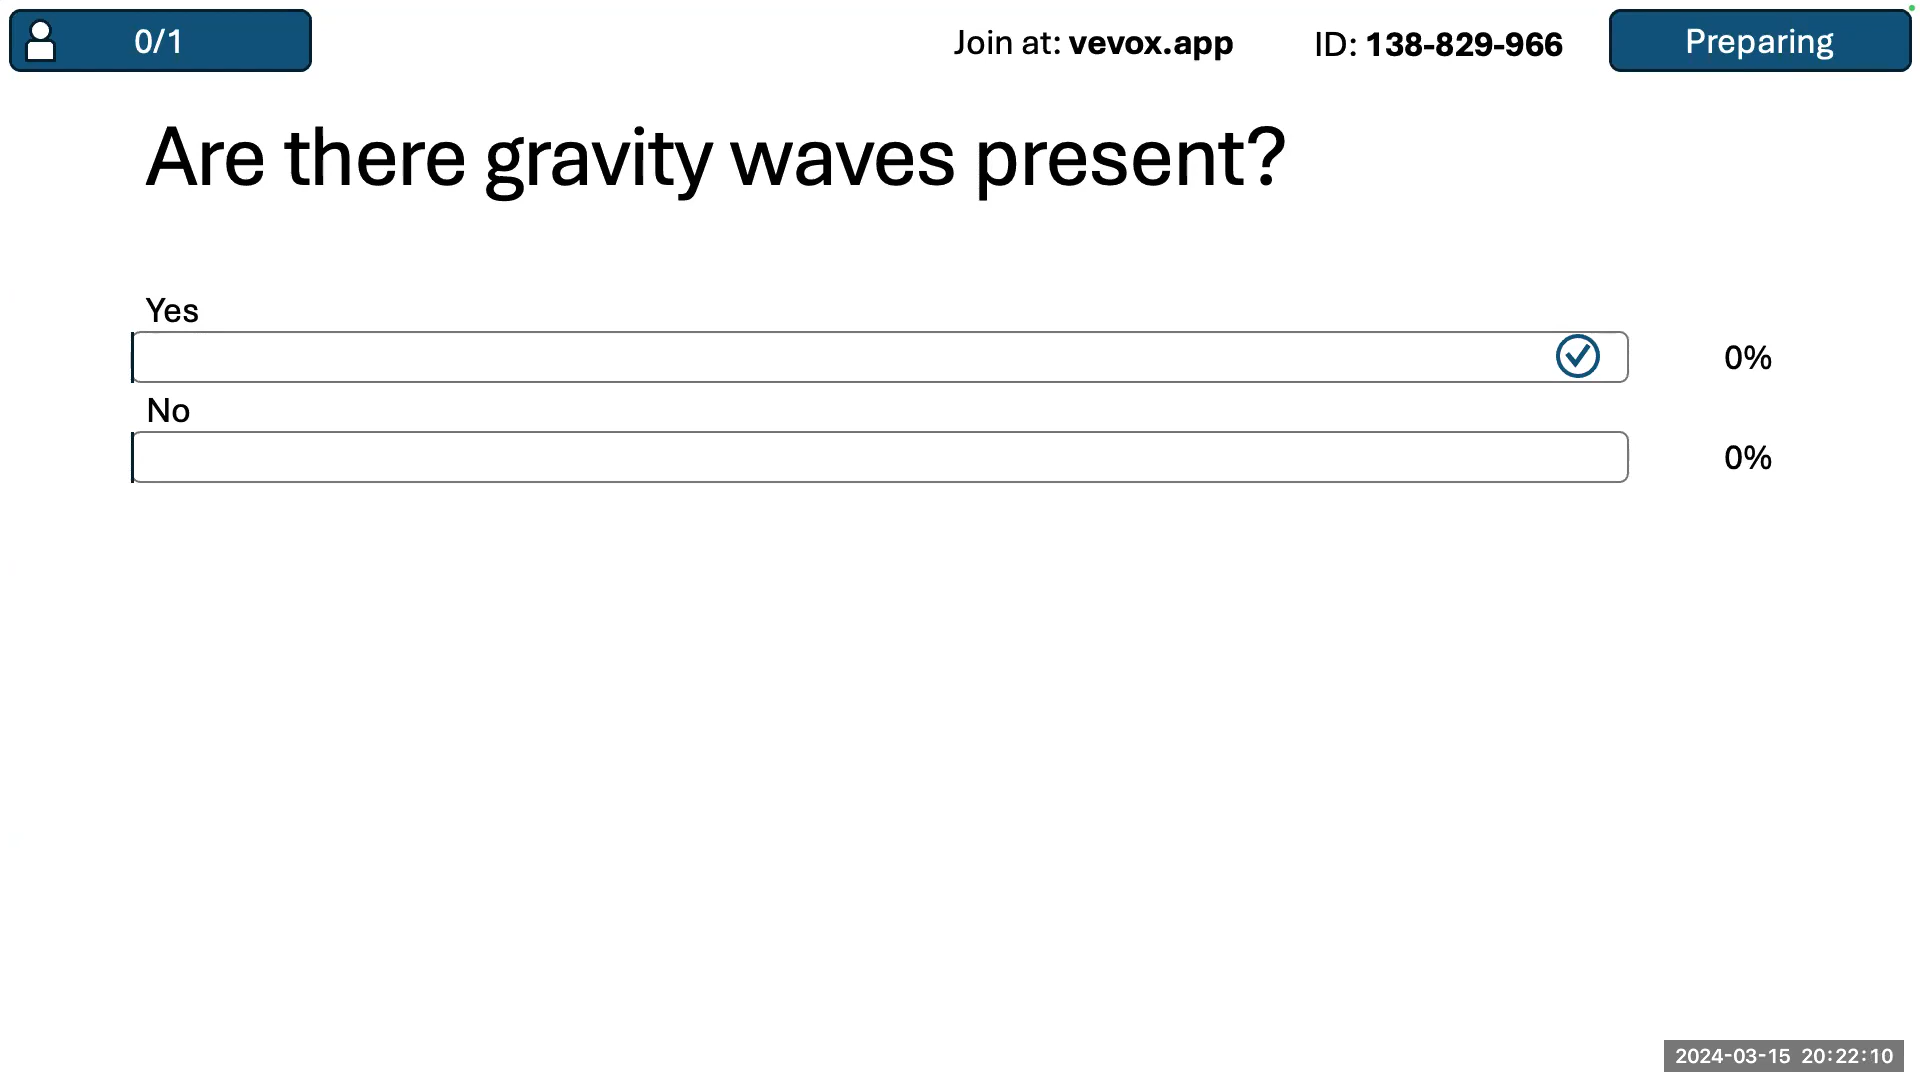 0/1
Join at: vevox.app
ID: 138-829-966
Preparing
Are there gravity waves present?
Yes
0%
No
0%
2024-03-15 20:22:10